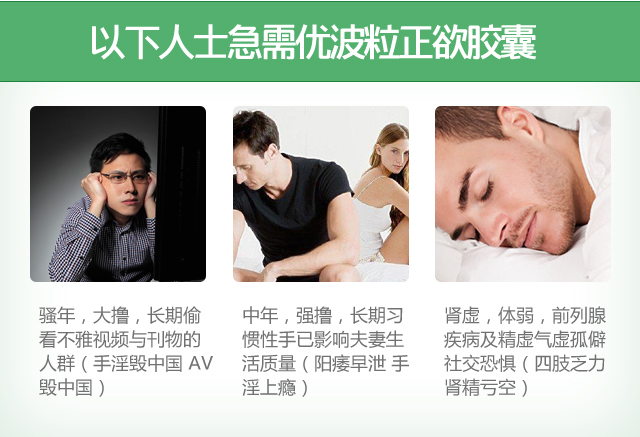 以下人士急需优波粒正欲胶囊
骚年，大撸，长期偷
看不雅视频与刊物的
人群（手淫毁中国 AV
毁中国）
中年，强撸，长期习
惯性手已影响夫妻生
活质量（阳痿早泄 手
淫上瘾）
肾虚，体弱，前列腺
疾病及精虚气虚孤僻
社交恐惧（四肢乏力
肾精亏空）